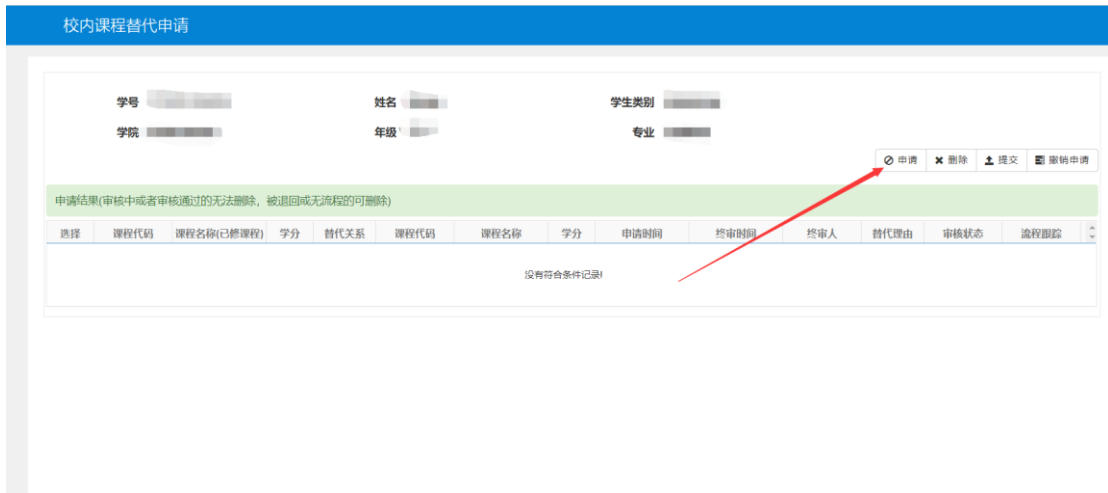 校内课程替代申请
学号 姓名 学生类别
学院 年级 专业
申请 删除 提交 撤销申请
申请结果(审核中或者审核通过的无法删除，被退回或无流程的可删除)
选择 课程代码 课程名称(已修课程) 学分 替代关系 课程代码 课程名称 学分 申请时间 终审时间 终审人 替代理由 审核状态 流程跟踪
没有符合条件记录!